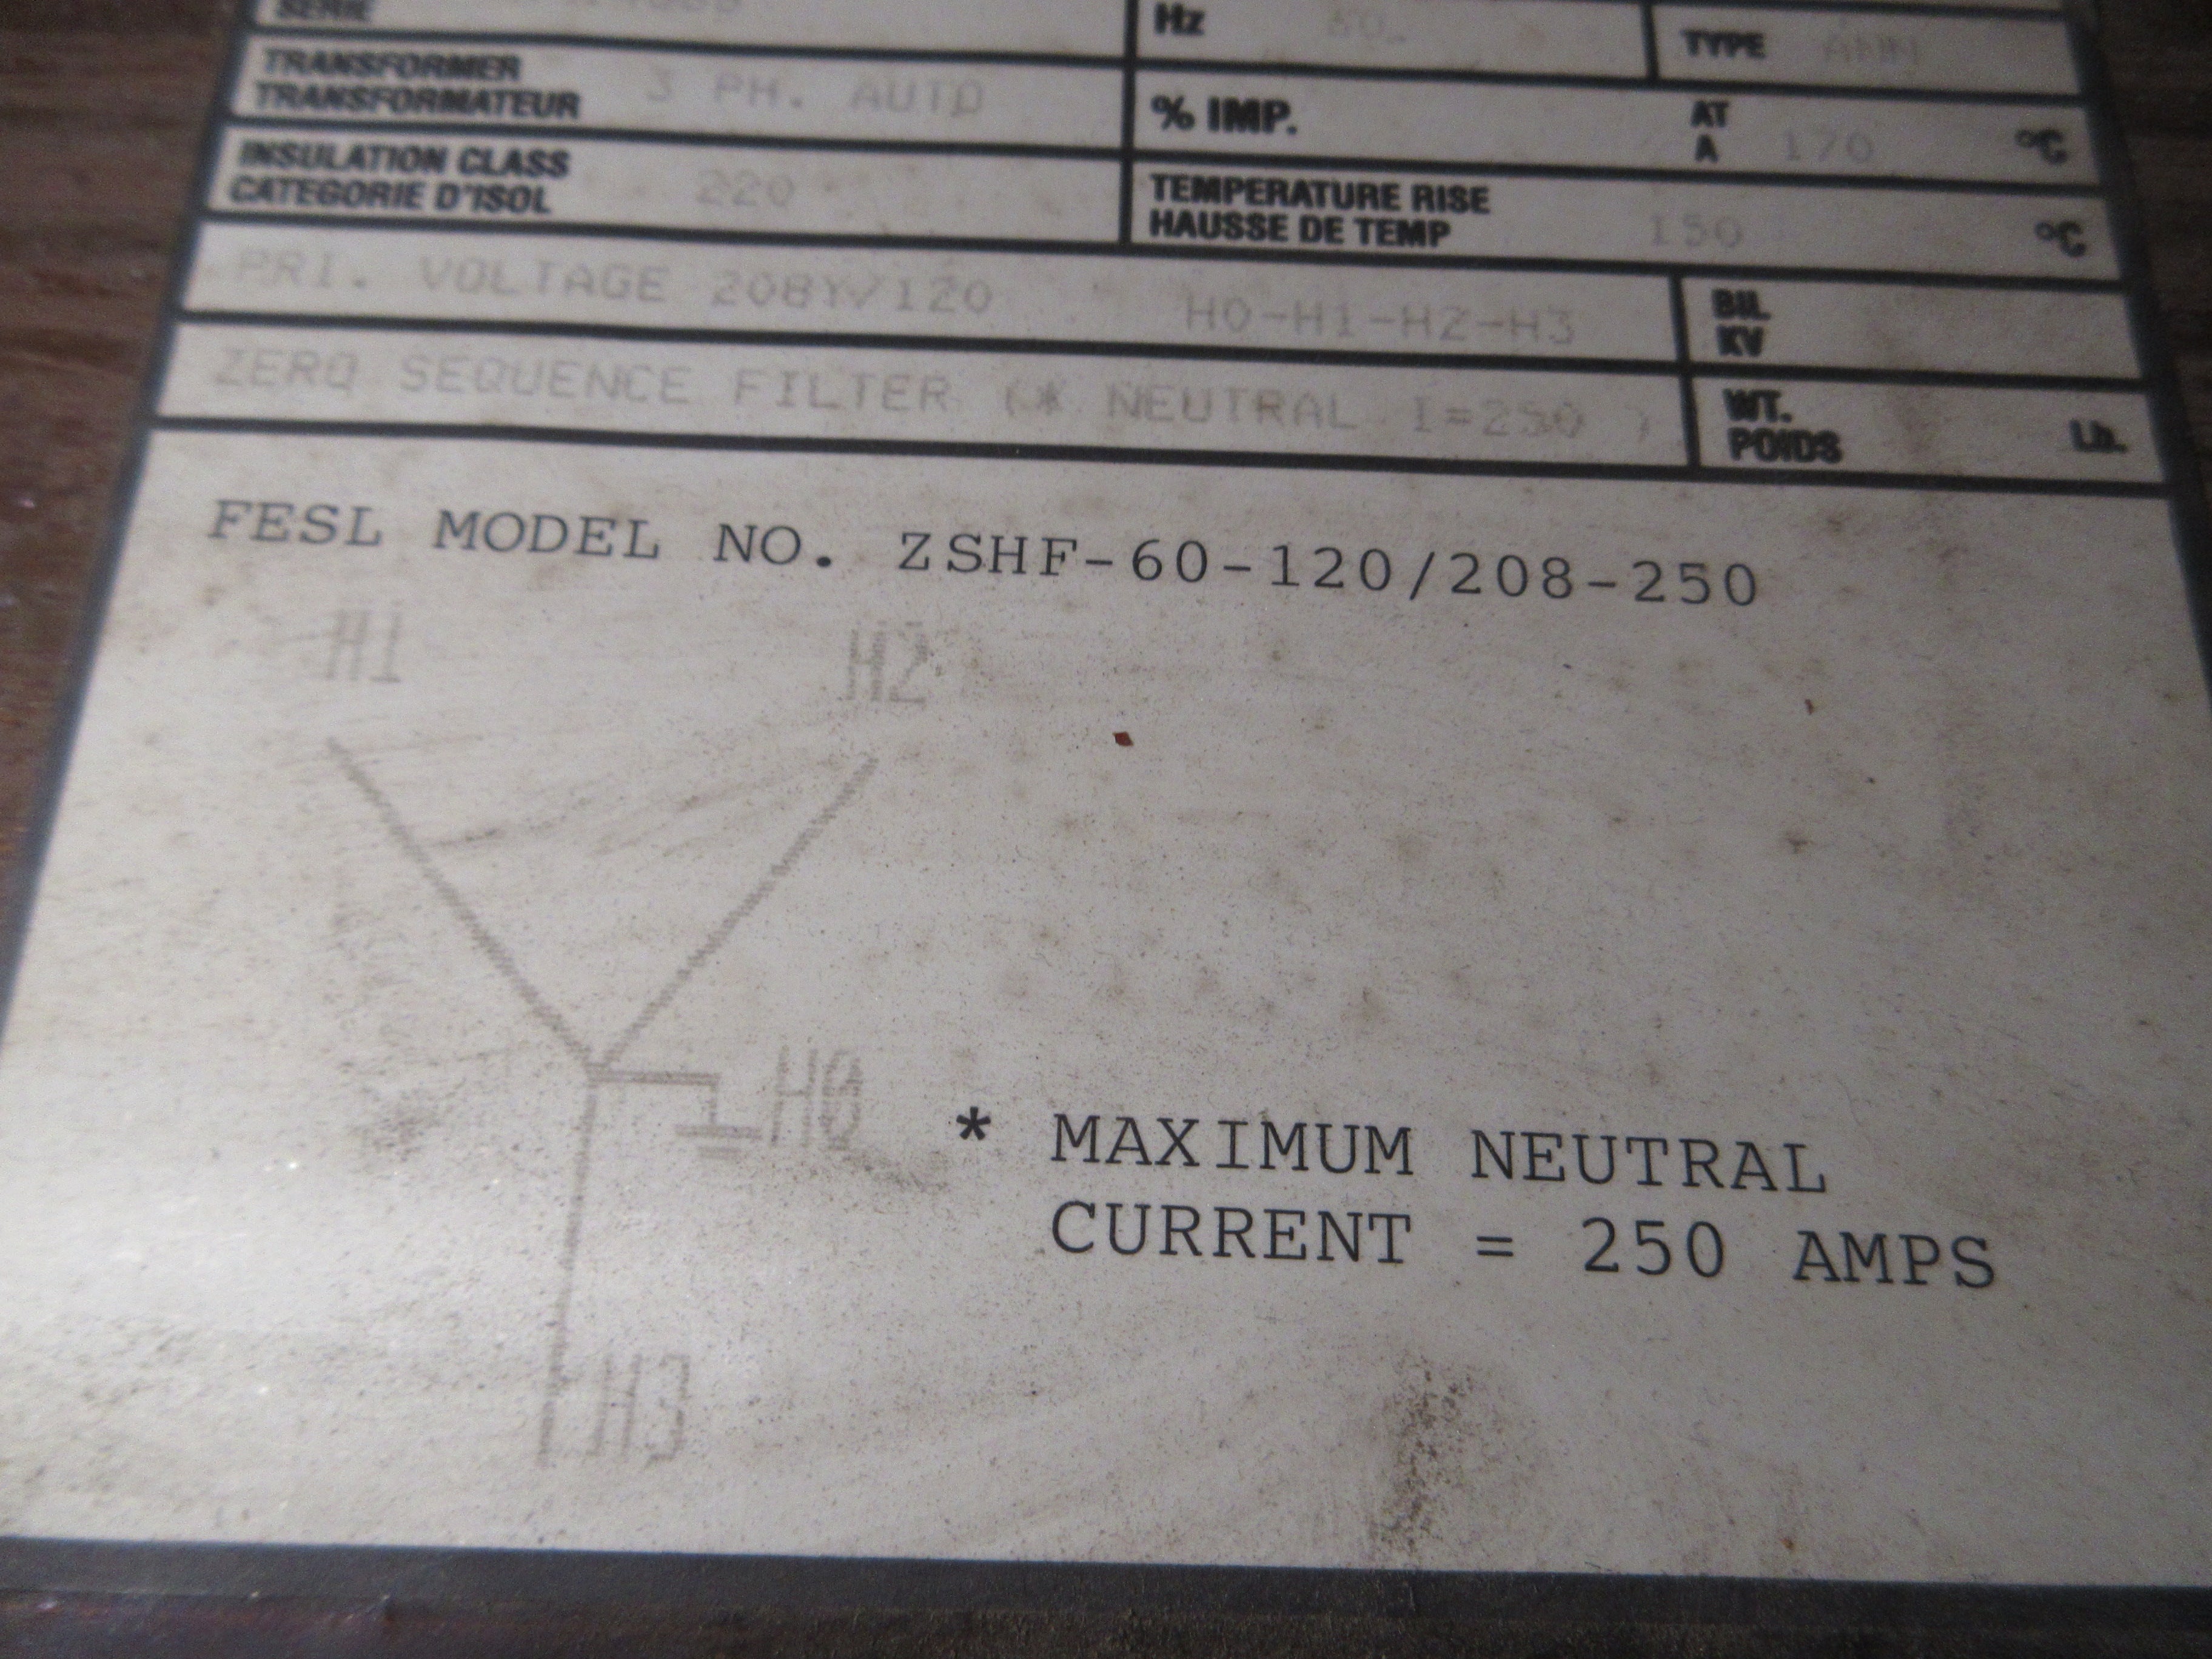 SERIE
Hz 60
TYPE ANN
TRANSFORMER 3 PH. AUTO
TRANSFORMATEUR
% IMP. AT
A 170 °C
INSULATION CLASS 220
CATEGORIE D'ISOL
TEMPERATURE RISE 150 °C
HAUSSE DE TEMP
PRI. VOLTAGE 208Y/120 H0-H1-H2-H3
BIL
KV
ZERO SEQUENCE FILTER (* NEUTRAL I=250 )
WT.
POIDS Lb.
FESL MODEL NO. ZSHF-60-120/208-250
H1 H2
H0
* MAXIMUM NEUTRAL
CURRENT = 250 AMPS
H3